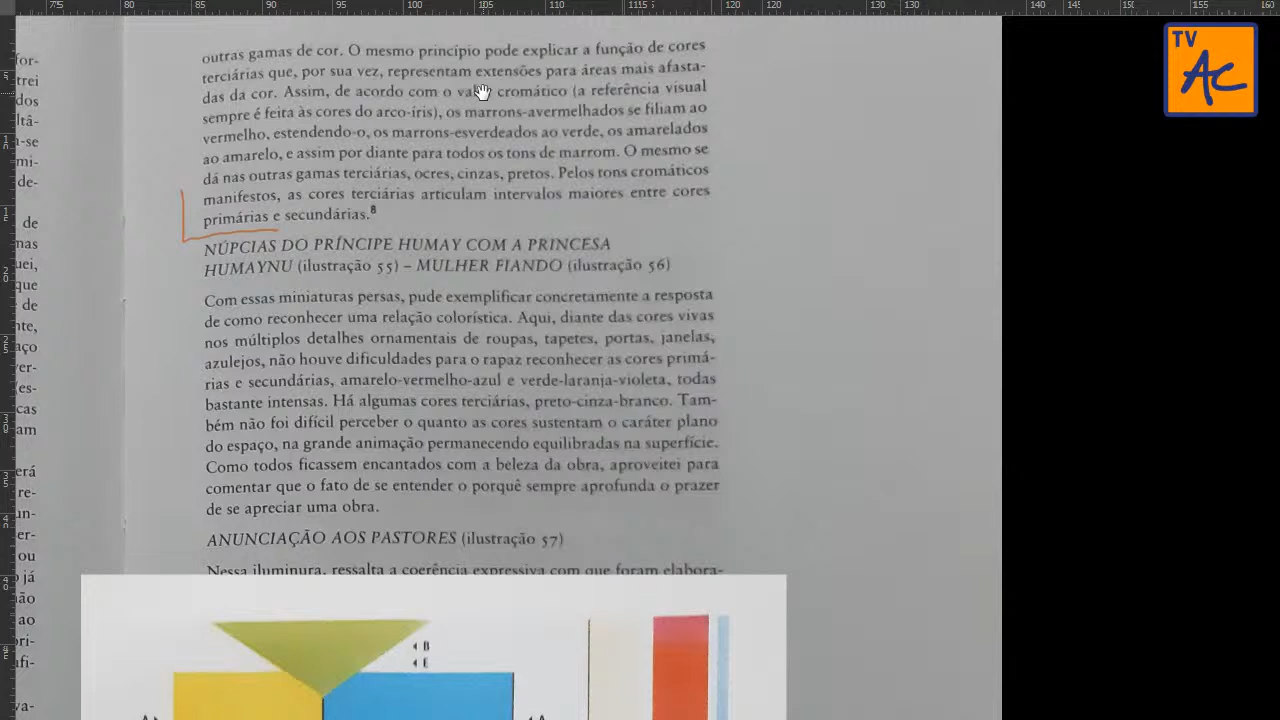 outras gamas de cor. O mesmo princípio pode explicar a função de cores
terciárias que, por sua vez, representam extensões para áreas mais afasta-
das da cor. Assim, de acordo com o cromático (a referência visual
sempre é feita às cores do arco-íris), os marrons-avermelhados se filiam ao
vermelho, estendendo-o, os marrons-esverdeados ao verde, os amarelados
ao amarelo, e assim por diante para todos os tons de marrom. O mesmo se
dá nas outras gamas terciárias, ocres, cinzas, pretos. Pelos tons cromáticos
manifestos, as cores terciárias articulam intervalos maiores entre cores
primárias e secundárias.8
NÚPCIAS DO PRÍNCIPE HUMAY COM A PRINCESA
HUMAYNU (ilustração 55) – MULHER FIANDO (ilustração 56)
Com essas miniaturas persas, pude exemplificar concretamente a resposta
de como reconhecer uma relação colorística. Aqui, diante das cores vivas
nos múltiplos detalhes ornamentais de roupas, tapetes, portas, janelas,
azulejos, não houve dificuldades para o rapaz reconhecer as cores primá-
rias e secundárias, amarelo-vermelho-azul e verde-laranja-violeta, todas
bastante intensas. Há algumas cores terciárias, preto-cinza-branco. Tam-
bém não foi difícil perceber o quanto as cores sustentam o caráter plano
do espaço, na grande animação permanecendo equilibradas na superfície.
Como todos ficassem encantados com a beleza da obra, aproveitei para
comentar que o fato de se entender o porquê sempre aprofunda o prazer
de se apreciar uma obra.
ANUNCIAÇÃO AOS PASTORES (ilustração 57)
Nessa iluminura, ressalta a coerência expressiva com que foram elabora-
B
E
A
A
TV
AC